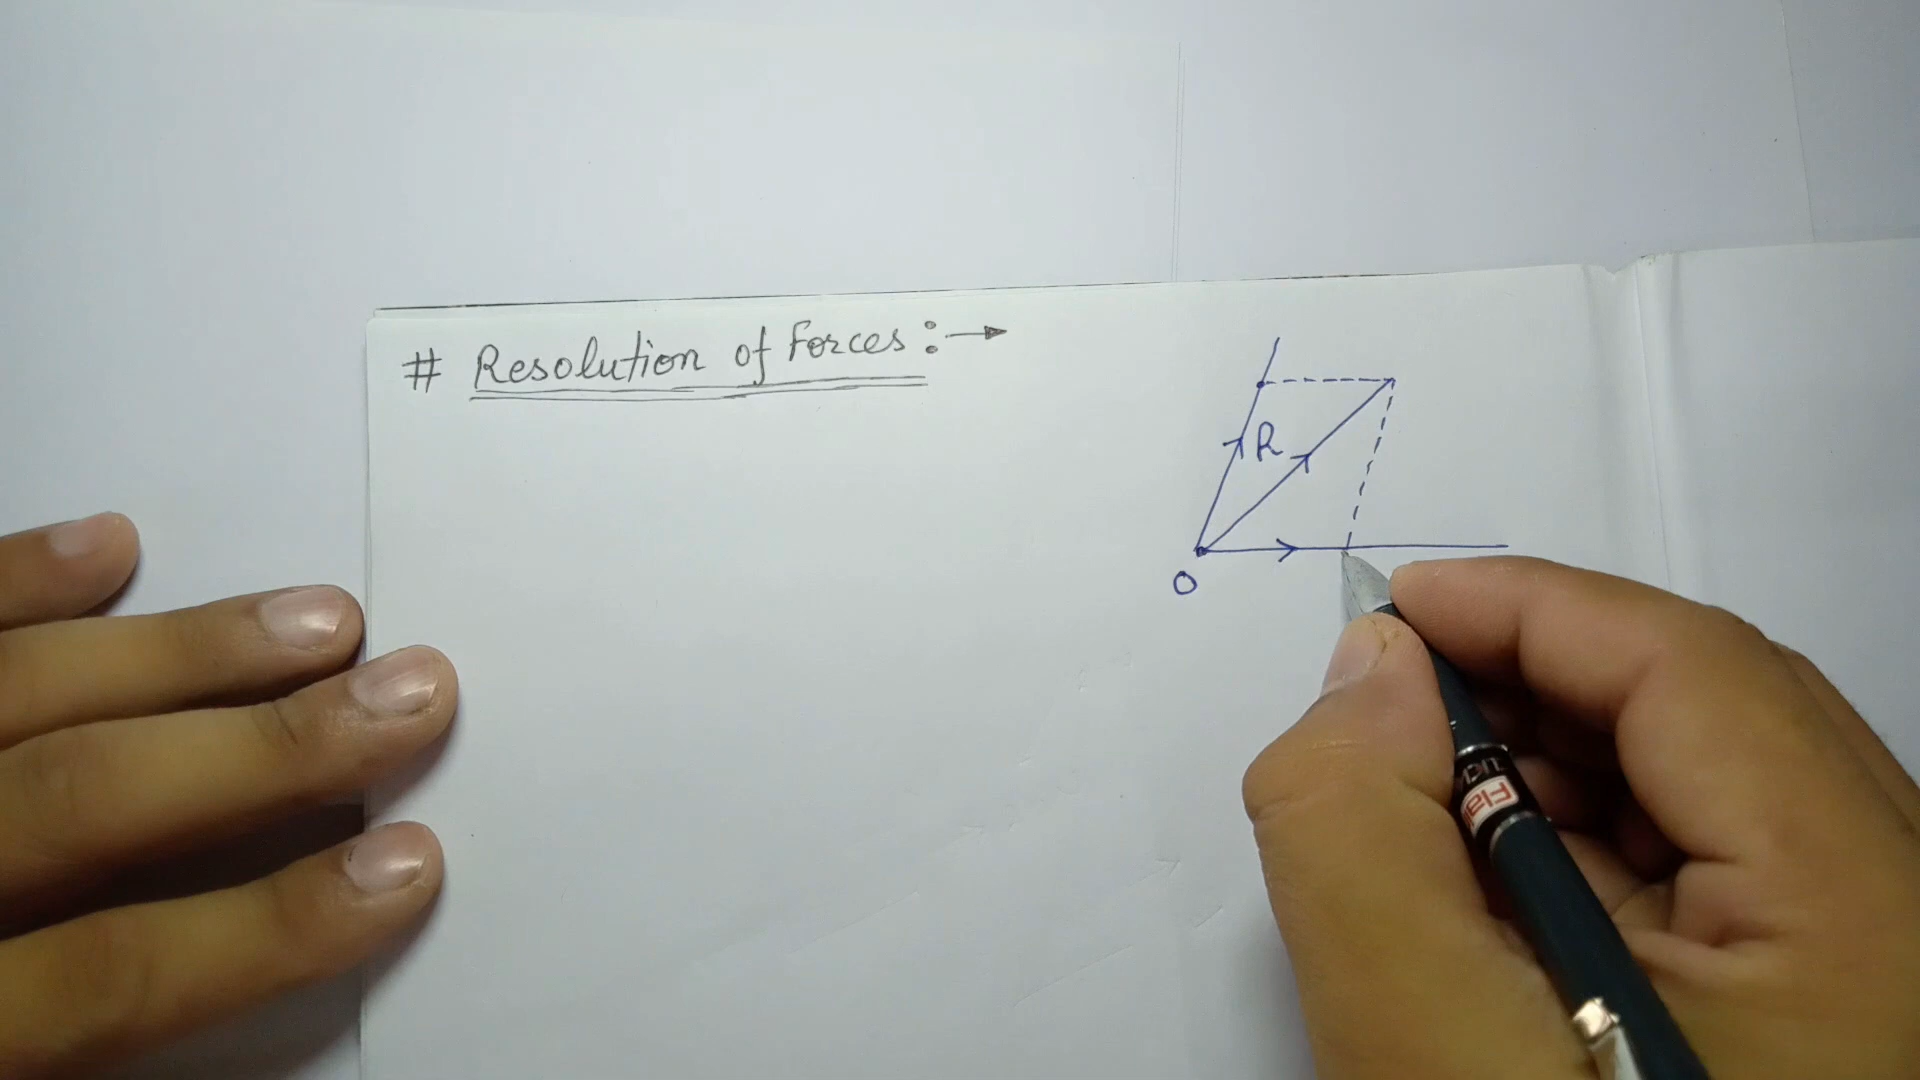 # Resolution of Forces:→
R
O